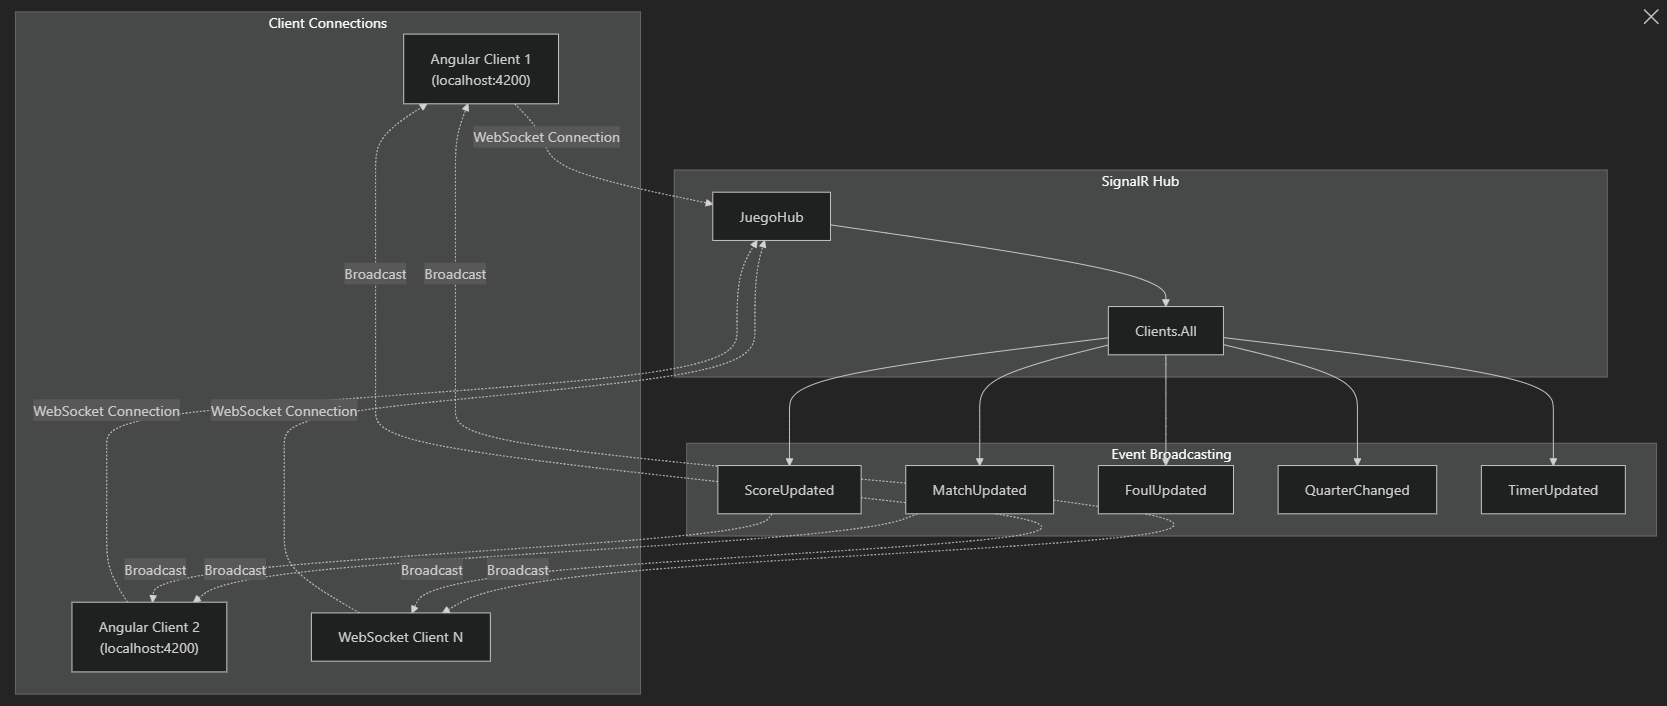 Client Connections
Angular Client 1
(localhost:4200)
WebSocket Connection
SignalR Hub
JuegoHub
Broadcast
Broadcast
Clients.All
WebSocket Connection
WebSocket Connection
Event Broadcasting
ScoreUpdated
MatchUpdated
FoulUpdated
QuarterChanged
TimerUpdated
Broadcast
Broadcast
Broadcast
Broadcast
Angular Client 2
(localhost:4200)
WebSocket Client N